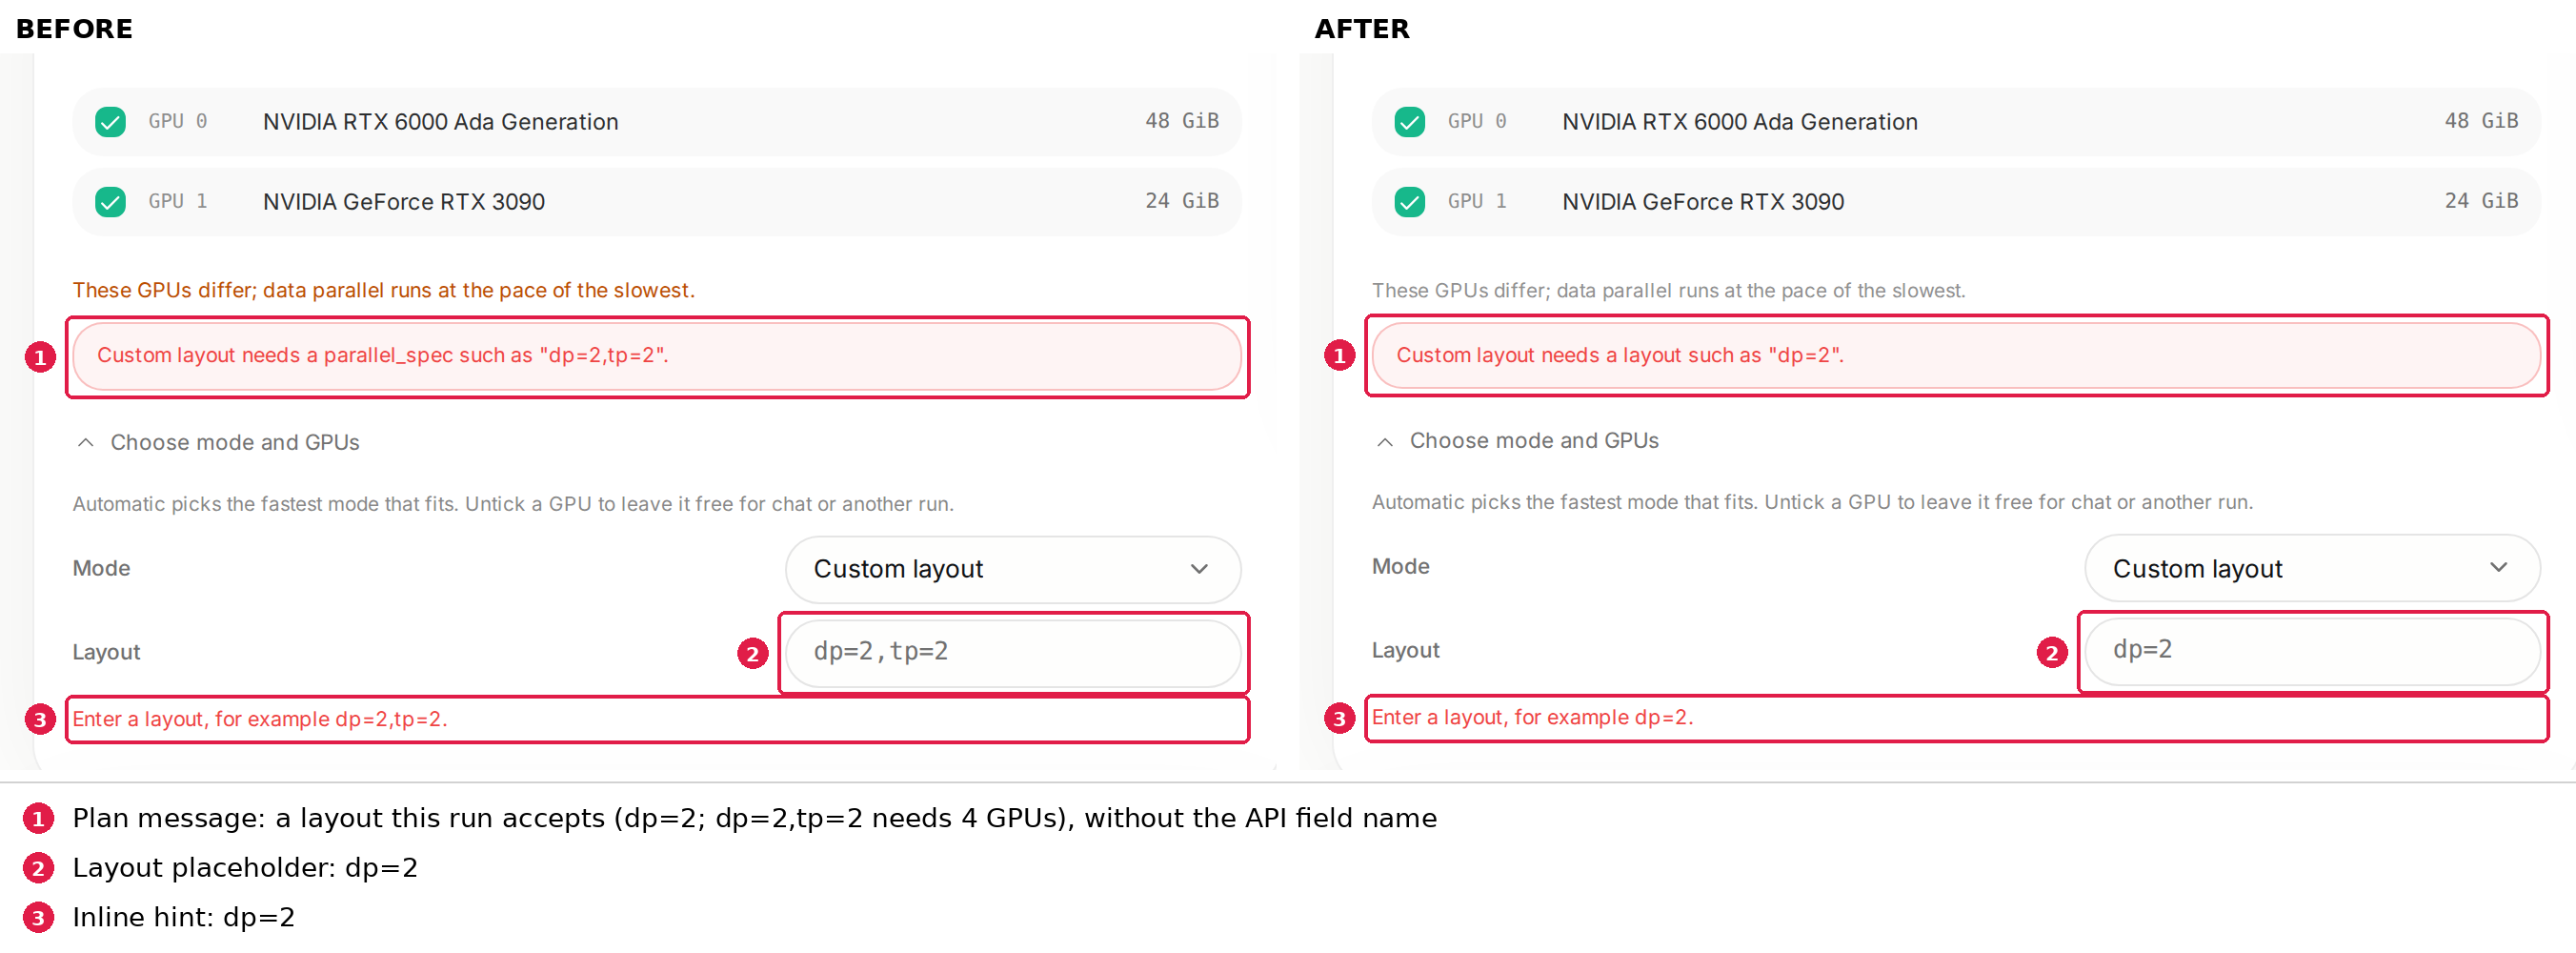 BEFORE
GPU 0 NVIDIA RTX 6000 Ada Generation 48 GiB
GPU 1 NVIDIA GeForce RTX 3090 24 GiB
These GPUs differ; data parallel runs at the pace of the slowest.
1 Custom layout needs a parallel_spec such as "dp=2,tp=2".
Choose mode and GPUs
Automatic picks the fastest mode that fits. Untick a GPU to leave it free for chat or another run.
Mode Custom layout
Layout 2 dp=2,tp=2
3 Enter a layout, for example dp=2,tp=2.
AFTER
GPU 0 NVIDIA RTX 6000 Ada Generation 48 GiB
GPU 1 NVIDIA GeForce RTX 3090 24 GiB
These GPUs differ; data parallel runs at the pace of the slowest.
1 Custom layout needs a layout such as "dp=2".
Choose mode and GPUs
Automatic picks the fastest mode that fits. Untick a GPU to leave it free for chat or another run.
Mode Custom layout
Layout 2 dp=2
3 Enter a layout, for example dp=2.
1 Plan message: a layout this run accepts (dp=2; dp=2,tp=2 needs 4 GPUs), without the API field name
2 Layout placeholder: dp=2
3 Inline hint: dp=2